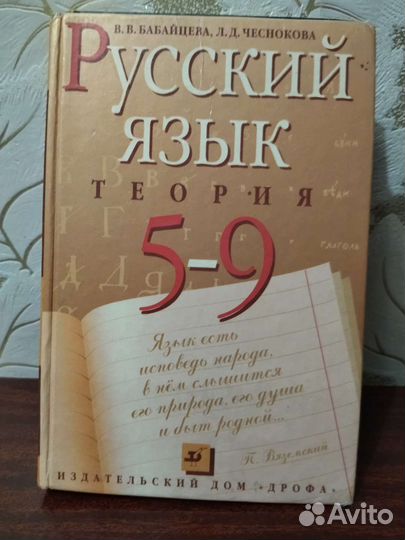 В. В. БАБАЙЦЕВА, Л. Д. ЧЕСНОКОВА
РУССКИЙ
ЯЗЫК
ТЕОРИЯ
5-9
Язык есть
исповедь народа,
в нём слышится
его природа, его душа
и быт родной...
П. Вяземский
ИЗДАТЕЛЬСКИЙ ДОМ «ДРОФА»
Avito